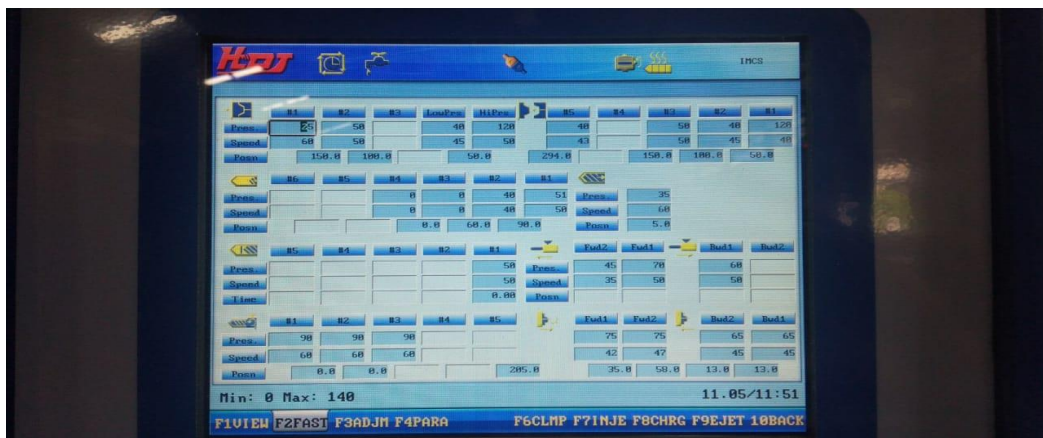 IMCS
#1 #2 #3 LowPrs HiPrs #5 #4 #3 #2 #1
Pres. 25 50 40 120 40 50 40 120
Speed 60 50 45 50 43 50 45 40
Posn 150.0 100.0 50.0 294.0 150.0 100.0 50.0
#6 #5 #4 #3 #2 #1
Pres. 0 0 40 51 Pres. 35
Speed 0 0 40 50 Speed 60
Posn 0.0 60.0 90.0 Posn 5.0
#5 #4 #3 #2 #1 Fwd2 Fwd1 Bwd1 Bwd2
Pres. 50 Pres. 45 70 60
Speed 50 Speed 35 50 50
Time 0.00 Posn
#1 #2 #3 #4 #5 Fwd1 Fwd2 Bwd2 Bwd1
Pres. 90 90 90 75 75 65 65
Speed 60 60 60 42 47 45 45
Posn 0.0 0.0 205.0 35.0 58.0 13.0 13.0
Min: 0 Max: 140 11.05/11:51
F1VIEW F2FAST F3ADJM F4PARA F6CLMP F7INJE F8CHRG F9EJET 10BACK